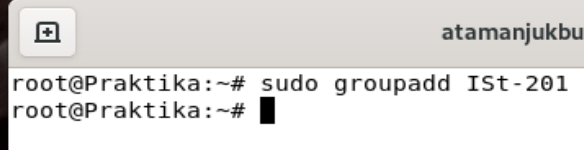 atamanjukbu
root@Praktika:~# sudo groupadd ISt-201
root@Praktika:~#